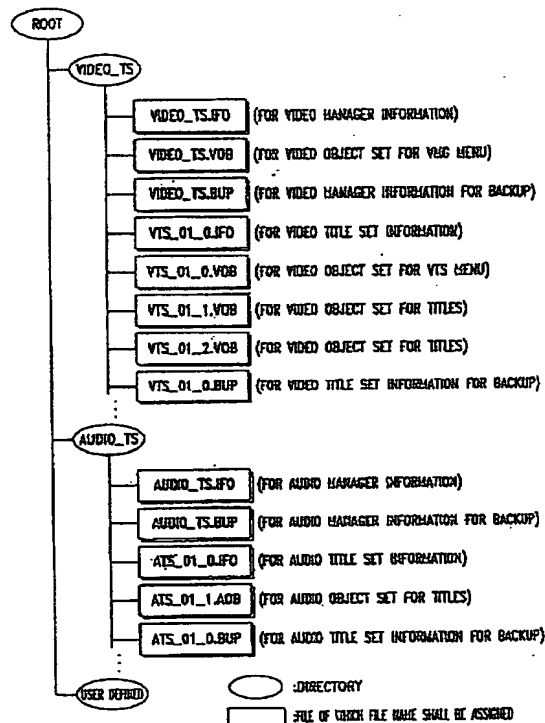 ROOT
VIDEO_TS
VIDEO_TS.IFO (FOR VIDEO MANAGER INFORMATION)
VIDEO_TS.VOB (FOR VIDEO OBJECT SET FOR VMG MENU)
VIDEO_TS.BUP (FOR VIDEO MANAGER INFORMATION FOR BACKUP)
VTS_01_0.IFO (FOR VIDEO TITLE SET INFORMATION)
VTS_01_0.VOB (FOR VIDEO OBJECT SET FOR VTS MENU)
VTS_01_1.VOB (FOR VIDEO OBJECT SET FOR TITLES)
VTS_01_2.VOB (FOR VIDEO OBJECT SET FOR TITLES)
VTS_01_0.BUP (FOR VIDEO TITLE SET INFORMATION FOR BACKUP)
AUDIO_TS
AUDIO_TS.IFO (FOR AUDIO MANAGER INFORMATION)
AUDIO_TS.BUP (FOR AUDIO MANAGER INFORMATION FOR BACKUP)
ATS_01_0.IFO (FOR AUDIO TITLE SET INFORMATION)
ATS_01_1.AOB (FOR AUDIO OBJECT SET FOR TITLES)
ATS_01_0.BUP (FOR AUDIO TITLE SET INFORMATION FOR BACKUP)
USER DEFINED
:DIRECTORY
:FILE OF WHICH FILE NAME SHALL BE ASSIGNED